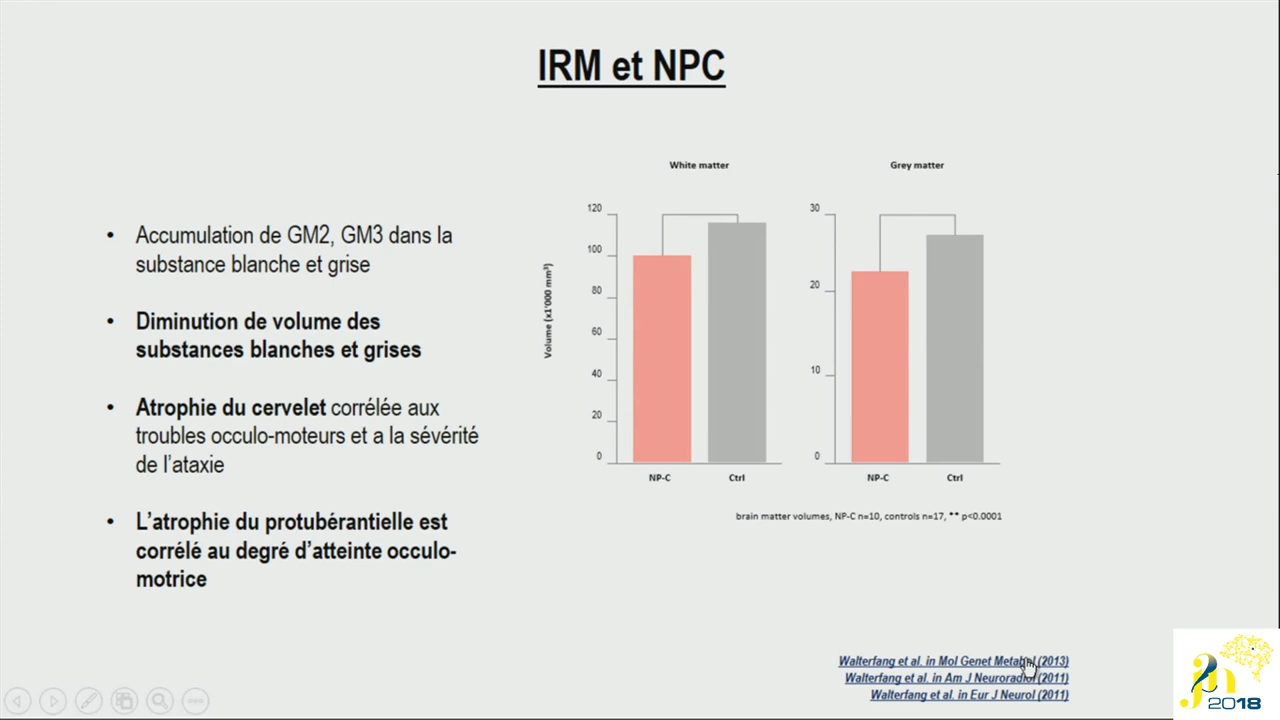 IRM et NPC
• Accumulation de GM2, GM3 dans la
substance blanche et grise
• Diminution de volume des
substances blanches et grises
• Atrophie du cervelet corrélée aux
troubles occulo-moteurs et a la sévérité
de l'ataxie
• L'atrophie du protubérantielle est
corrélé au degré d'atteinte occulo-
motrice
White matter
Volume (x1'000 mm³)
120
100
80
60
40
20
0
NP-C Ctrl
Grey matter
30
20
10
0
NP-C Ctrl
brain matter volumes, NP-C n=10, controls n=17, ** p<0.0001
Walterfang et al. in Mol Genet Metabol (2013)
Walterfang et al. in Am J Neuroradiol (2011)
Walterfang et al. in Eur J Neurol (2011)
2018